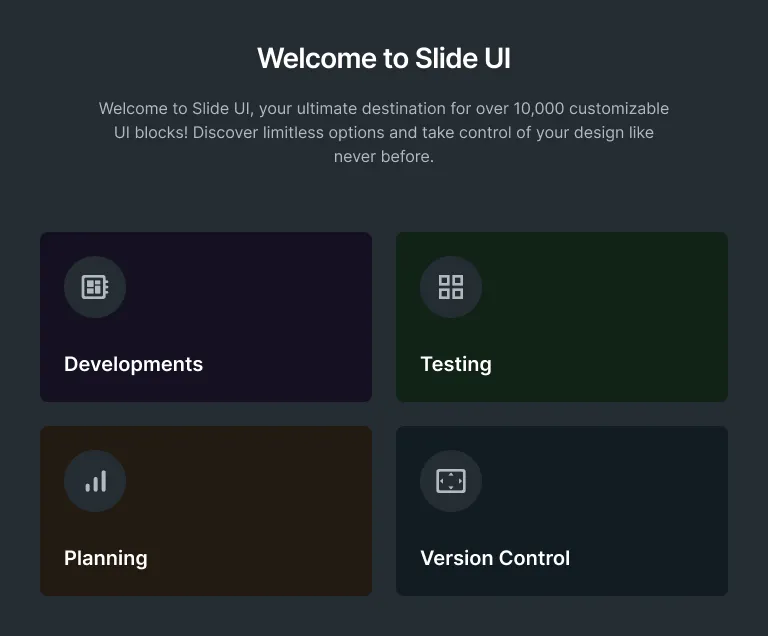 Welcome to Slide UI
Welcome to Slide UI, your ultimate destination for over 10,000 customizable
UI blocks! Discover limitless options and take control of your design like
never before.
Developments
Testing
Planning
Version Control